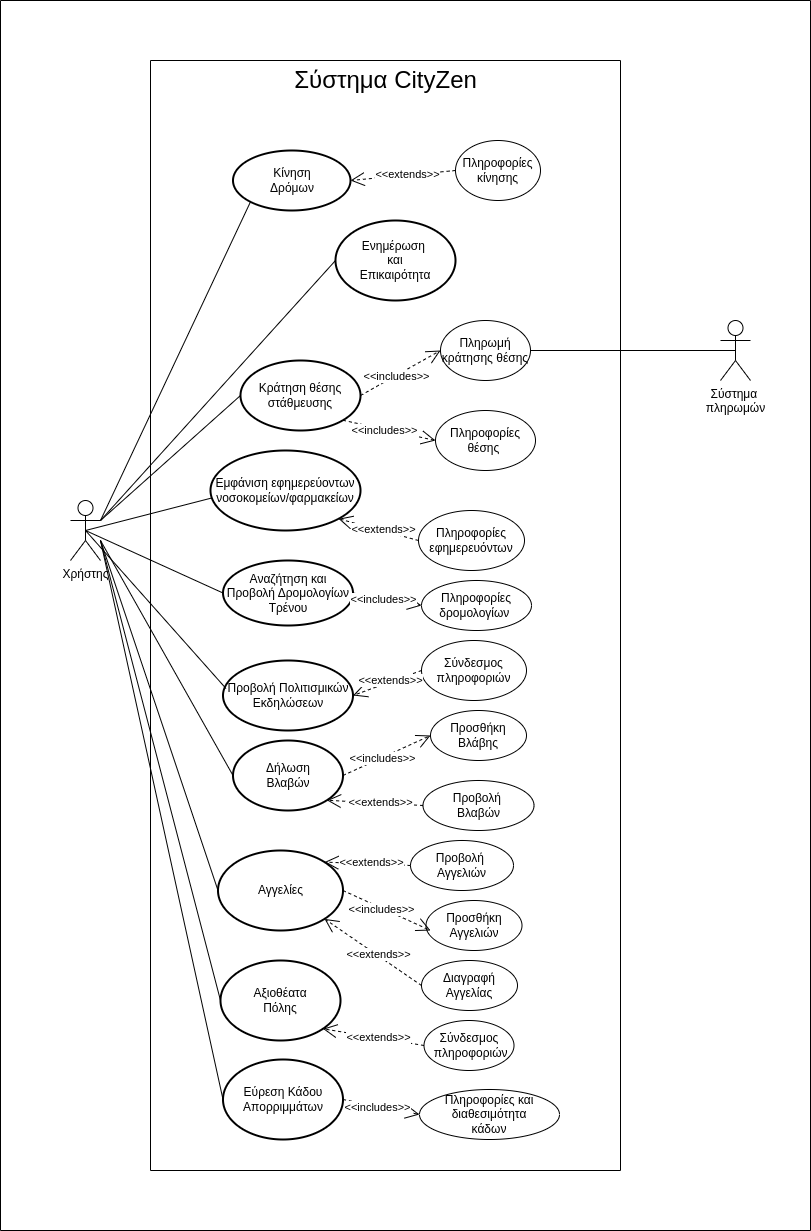 Σύστημα CityZen
Κίνηση
Δρόμων
<<extends>>
Πληροφορίες
κίνησης
Ενημέρωση
και
Επικαιρότητα
Κράτηση θέσης
στάθμευσης
<<includes>>
Πληρωμή
κράτησης θέσης
Σύστημα
πληρωμών
<<includes>>
Πληροφορίες
θέσης
Χρήστης
Εμφάνιση εφημερεύοντων
νοσοκομείων/φαρμακείων
<<extends>>
Πληροφορίες
εφημερευόντων
Αναζήτηση και
Προβολή Δρομολογίων
Τρένου
<<includes>>
Πληροφορίες
δρομολογίων
Προβολή Πολιτισμικών
Εκδηλώσεων
<<extends>>
Σύνδεσμος
πληροφοριών
Δήλωση
Βλαβών
<<includes>>
Προσθήκη
Βλάβης
<<extends>>
Προβολή
Βλαβών
Αγγελίες
<<extends>>
Προβολή
Αγγελιών
<<includes>>
Προσθήκη
Αγγελιών
<<extends>>
Διαγραφή
Αγγελίας
Αξιοθέατα
Πόλης
<<extends>>
Σύνδεσμος
πληροφοριών
Εύρεση Κάδου
Απορριμμάτων
<<includes>>
Πληροφορίες και
διαθεσιμότητα
κάδων